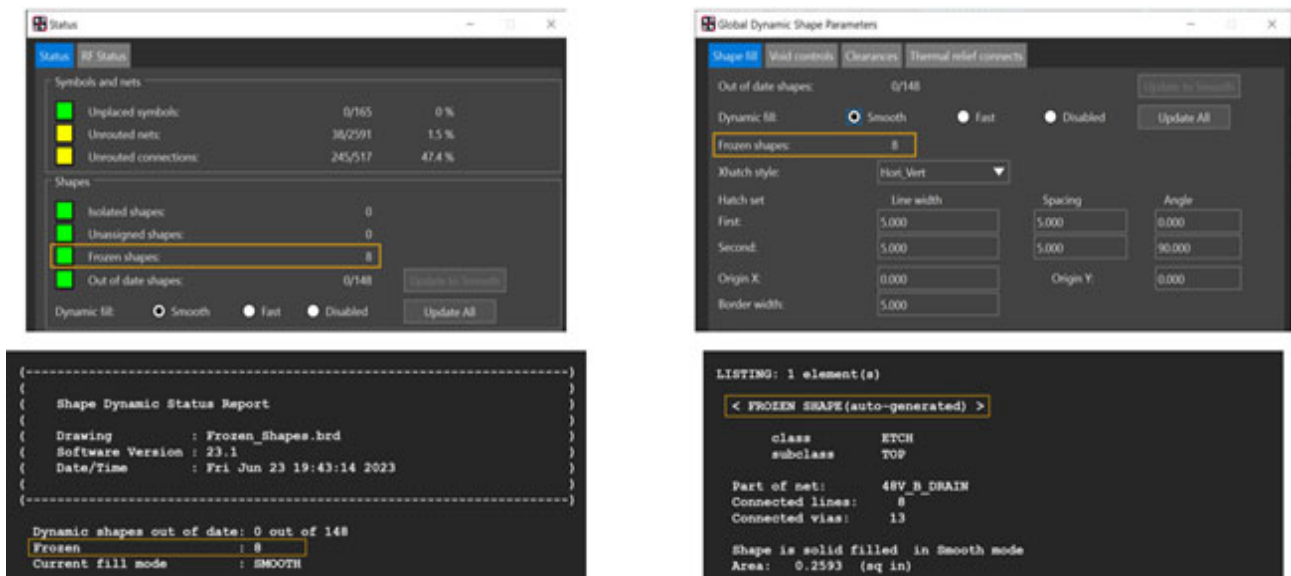 Status
Status RF Status
Symbols and nets
Unplaced symbols: 0/165 0 %
Unrouted nets: 38/2591 1.5 %
Unrouted connections: 245/517 47.4 %
Shapes
Isolated shapes: 0
Unassigned shapes: 0
Frozen shapes: 8
Out of date shapes: 0/148 Update to Smooth
Dynamic fill: Smooth Fast Disabled Update All
Global Dynamic Shape Parameters
Shape fill Void controls Clearances Thermal relief connects
Out of date shapes: 0/148 Update to Smooth
Dynamic fill: Smooth Fast Disabled Update All
Frozen shapes: 8
Xhatch style: Hori_Vert
Hatch set Line width Spacing Angle
First: 5.000 5.000 0.000
Second: 5.000 5.000 90.000
Origin X: 0.000 Origin Y: 0.000
Border width: 5.000
(----------------------------------------------------------------------)
( )
( Shape Dynamic Status Report )
( )
( Drawing : Frozen_Shapes.brd )
( Software Version : 23.1 )
( Date/Time : Fri Jun 23 19:43:14 2023 )
( )
(----------------------------------------------------------------------)
Dynamic shapes out of date: 0 out of 148
Frozen : 8
Current fill mode : SMOOTH
LISTING: 1 element(s)
< FROZEN SHAPE(auto-generated) >
class ETCH
subclass TOP
Part of net: 48V_B_DRAIN
Connected lines: 8
Connected vias: 13
Shape is solid filled in Smooth mode
Area: 0.2593 (sq in)